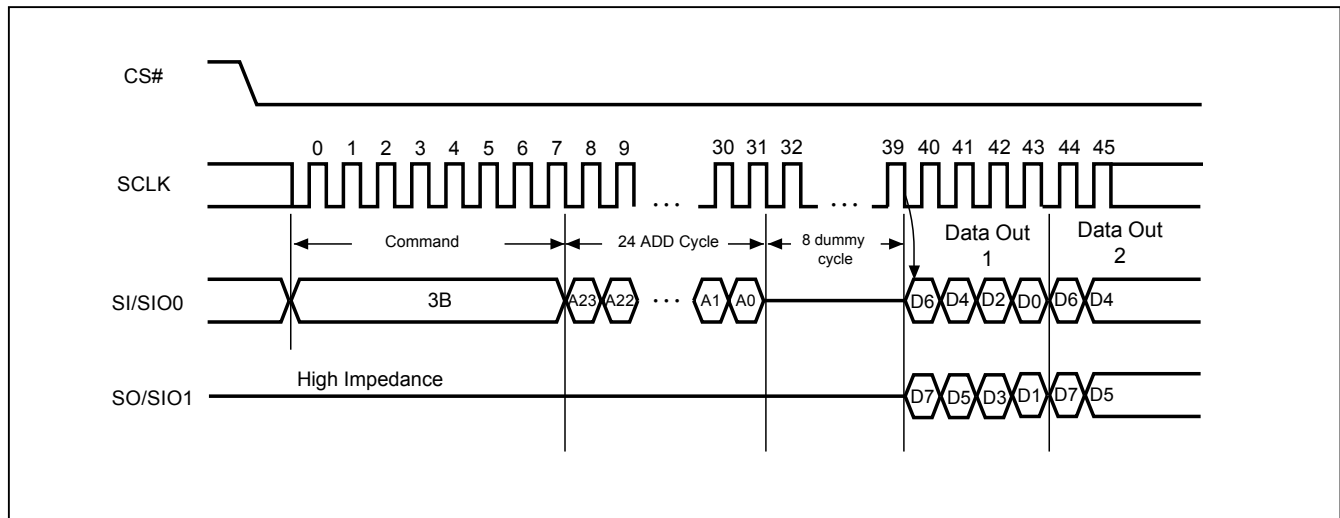 CS#
0 1 2 3 4 5 6 7 8 9 30 31 32 39 40 41 42 43 44 45
SCLK
... ...
Command 24 ADD Cycle 8 dummy cycle Data Out 1 Data Out 2
SI/SIO0 3B A23 A22 ... A1 A0 D6 D4 D2 D0 D6 D4
High Impedance
SO/SIO1 D7 D5 D3 D1 D7 D5